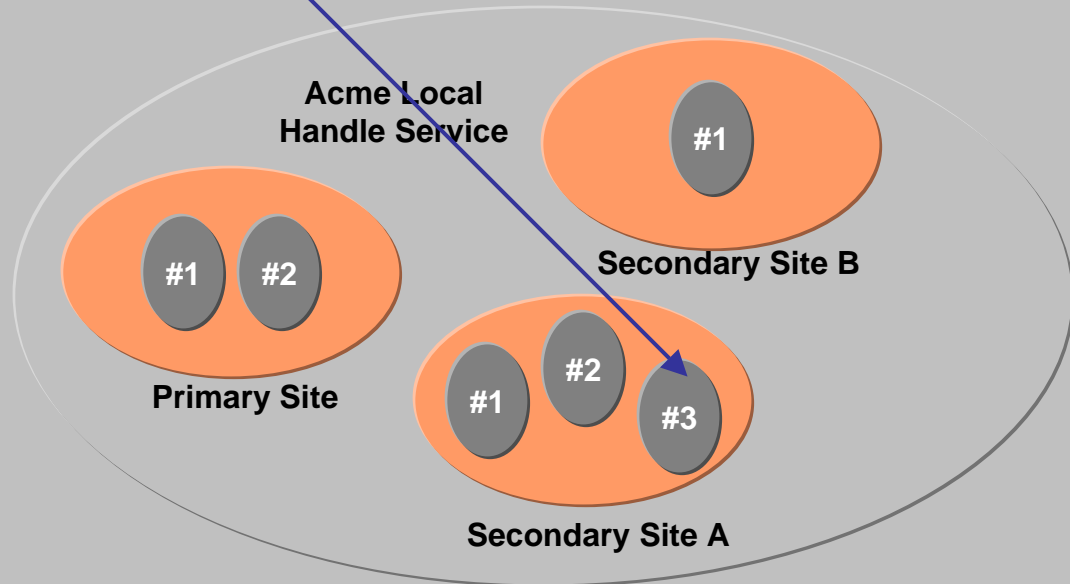 Acme Local
Handle Service
#1
Secondary Site B
#1 #2
Primary Site
#1
#2
#3
Secondary Site A